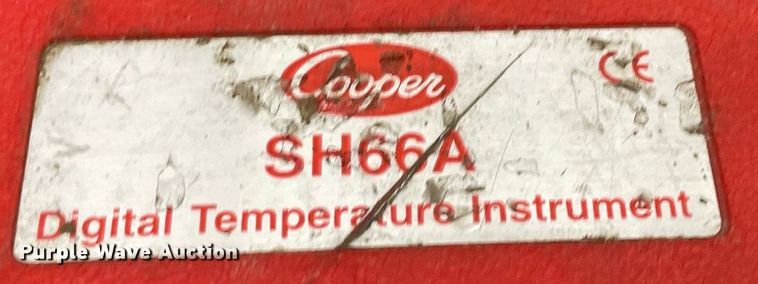 Cooper
CE
SH66A
Digital Temperature Instrument
Purple Wave Auction